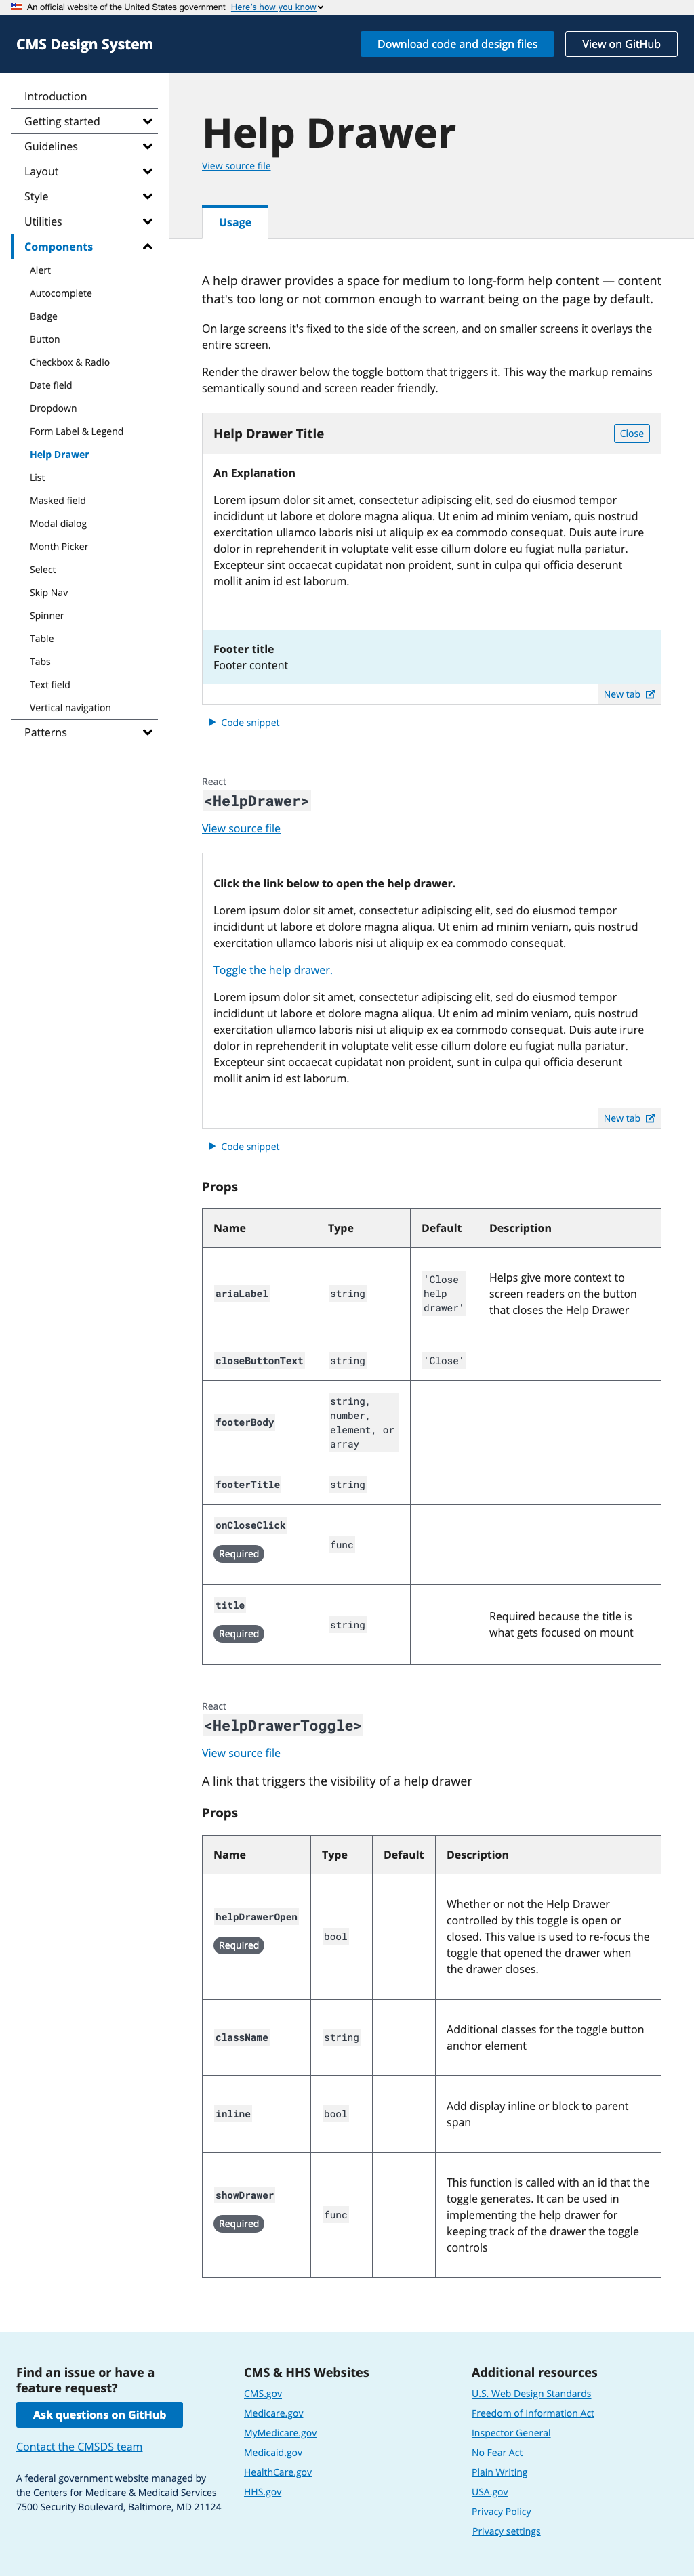 An official website of the United States government Here's how you know
CMS Design System
Download code and design files
View on GitHub
Introduction
Getting started
Guidelines
Layout
Style
Utilities
Components
Alert
Autocomplete
Badge
Button
Checkbox & Radio
Date field
Dropdown
Form Label & Legend
Help Drawer
List
Masked field
Modal dialog
Month Picker
Select
Skip Nav
Spinner
Table
Tabs
Text field
Vertical navigation
Patterns
Help Drawer
View source file
Usage
A help drawer provides a space for medium to long-form help content — content
that's too long or not common enough to warrant being on the page by default.
On large screens it's fixed to the side of the screen, and on smaller screens it overlays the
entire screen.
Render the drawer below the toggle bottom that triggers it. This way the markup remains
semantically sound and screen reader friendly.
Help Drawer Title
Close
An Explanation
Lorem ipsum dolor sit amet, consectetur adipiscing elit, sed do eiusmod tempor
incididunt ut labore et dolore magna aliqua. Ut enim ad minim veniam, quis nostrud
exercitation ullamco laboris nisi ut aliquip ex ea commodo consequat. Duis aute irure
dolor in reprehenderit in voluptate velit esse cillum dolore eu fugiat nulla pariatur.
Excepteur sint occaecat cupidatat non proident, sunt in culpa qui officia deserunt
mollit anim id est laborum.
Footer title
Footer content
New tab
Code snippet
React
<HelpDrawer>
View source file
Click the link below to open the help drawer.
Lorem ipsum dolor sit amet, consectetur adipiscing elit, sed do eiusmod tempor
incididunt ut labore et dolore magna aliqua. Ut enim ad minim veniam, quis nostrud
exercitation ullamco laboris nisi ut aliquip ex ea commodo consequat.
Toggle the help drawer.
Lorem ipsum dolor sit amet, consectetur adipiscing elit, sed do eiusmod tempor
incididunt ut labore et dolore magna aliqua. Ut enim ad minim veniam, quis nostrud
exercitation ullamco laboris nisi ut aliquip ex ea commodo consequat. Duis aute irure
dolor in reprehenderit in voluptate velit esse cillum dolore eu fugiat nulla pariatur.
Excepteur sint occaecat cupidatat non proident, sunt in culpa qui officia deserunt
mollit anim id est laborum.
New tab
Code snippet
Props
Name Type Default Description
ariaLabel
string
'Close
help
drawer'
Helps give more context to
screen readers on the button
that closes the Help Drawer
closeButtonText string 'Close'
footerBody
string,
number,
element, or
array
footerTitle string
onCloseClick
Required
func
title
Required
string
Required because the title is
what gets focused on mount
React
<HelpDrawerToggle>
View source file
A link that triggers the visibility of a help drawer
Props
Name Type Default Description
helpDrawerOpen
Required
bool
Whether or not the Help Drawer
controlled by this toggle is open or
closed. This value is used to re-focus the
toggle that opened the drawer when
the drawer closes.
className
string
Additional classes for the toggle button
anchor element
inline
bool
Add display inline or block to parent
span
showDrawer
Required
func
This function is called with an id that the
toggle generates. It can be used in
implementing the help drawer for
keeping track of the drawer the toggle
controls
Find an issue or have a
feature request?
Ask questions on GitHub
Contact the CMSDS team
A federal government website managed by
the Centers for Medicare & Medicaid Services
7500 Security Boulevard, Baltimore, MD 21124
CMS & HHS Websites
CMS.gov
Medicare.gov
MyMedicare.gov
Medicaid.gov
HealthCare.gov
HHS.gov
Additional resources
U.S. Web Design Standards
Freedom of Information Act
Inspector General
No Fear Act
Plain Writing
USA.gov
Privacy Policy
Privacy settings